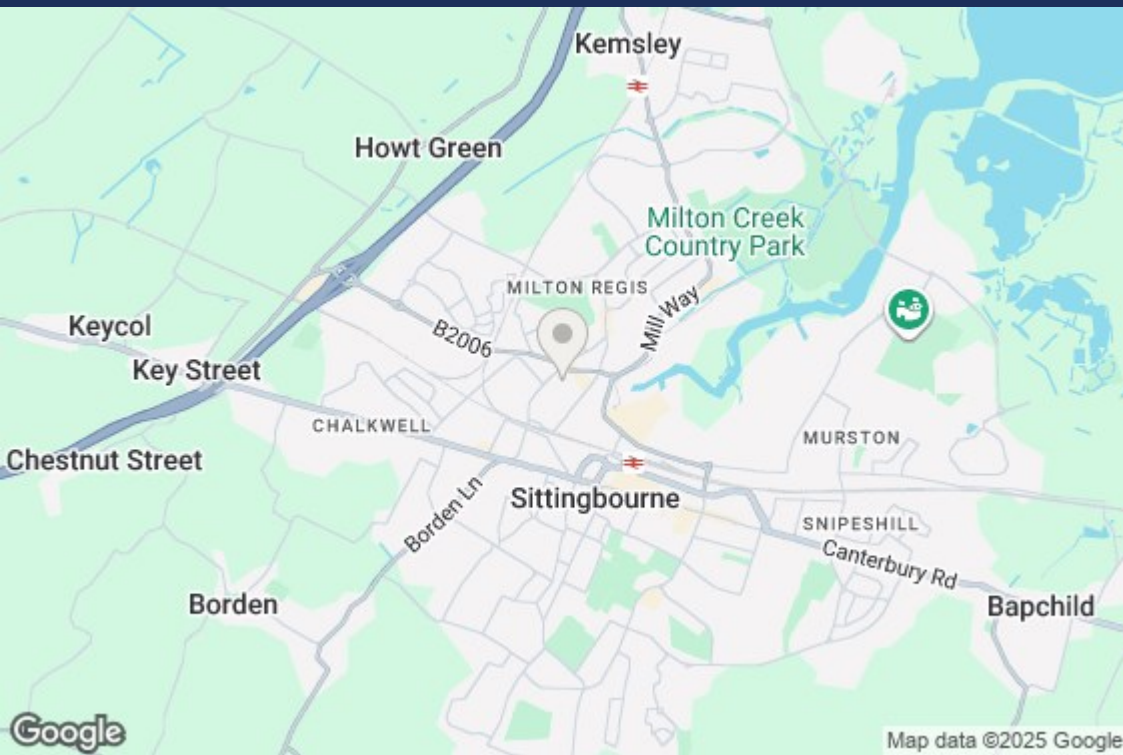 Kemsley
Howt Green
Milton Creek
Country Park
MILTON REGIS
Keycol
B2006
Mill Way
Key Street
CHALKWELL
MURSTON
Chestnut Street
Sittingbourne
Borden Ln
SNIPESHILL
Canterbury Rd
Borden
Bapchild
Google
Map data ©2025 Google